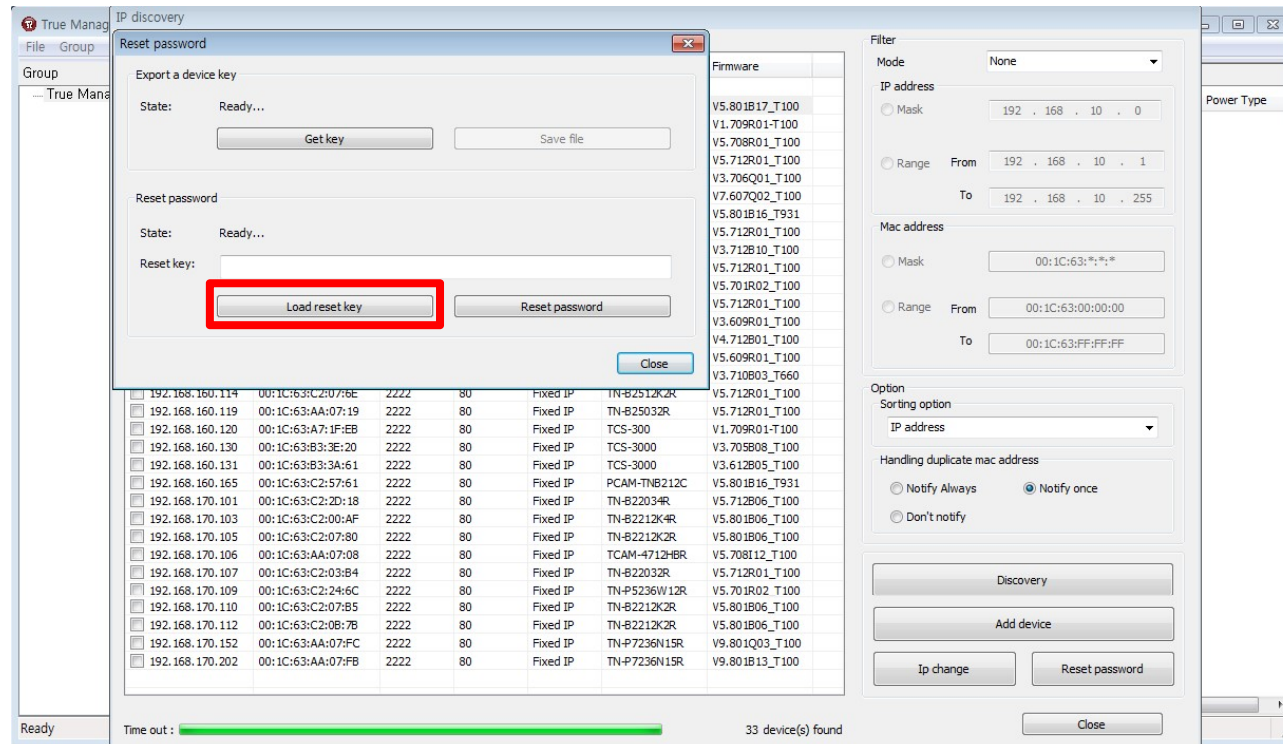 True Manag
File Group
Group
True Mana
Ready
IP discovery
Reset password
Export a device key
State: Ready...
Get key Save file
Reset password
State: Ready...
Reset key:
Load reset key Reset password
Close
Firmware
V5.801B17_T100
V1.709R01-T100
V5.708R01_T100
V5.712R01_T100
V3.706Q01_T100
V7.607Q02_T100
V5.801B16_T931
V5.712R01_T100
V3.712B10_T100
V5.712R01_T100
V5.701R02_T100
V5.712R01_T100
V3.609R01_T100
V4.712B01_T100
V5.609R01_T100
V3.710B03_T660
192.168.160.114 00:1C:63:C2:07:6E 2222 80 Fixed IP TN-B2512K2R V5.712R01_T100
192.168.160.119 00:1C:63:AA:07:19 2222 80 Fixed IP TN-B25032R V5.712R01_T100
192.168.160.120 00:1C:63:A7:1F:EB 2222 80 Fixed IP TCS-300 V1.709R01-T100
192.168.160.130 00:1C:63:B3:3E:20 2222 80 Fixed IP TCS-3000 V3.705B08_T100
192.168.160.131 00:1C:63:B3:3A:61 2222 80 Fixed IP TCS-3000 V3.612B05_T100
192.168.160.165 00:1C:63:C2:57:61 2222 80 Fixed IP PCAM-TNB212C V5.801B16_T931
192.168.170.101 00:1C:63:C2:2D:18 2222 80 Fixed IP TN-B22034R V5.712B06_T100
192.168.170.103 00:1C:63:C2:00:AF 2222 80 Fixed IP TN-B2212K4R V5.801B06_T100
192.168.170.105 00:1C:63:C2:07:80 2222 80 Fixed IP TN-B2212K2R V5.801B06_T100
192.168.170.106 00:1C:63:AA:07:08 2222 80 Fixed IP TCAM-4712HBR V5.708I12_T100
192.168.170.107 00:1C:63:C2:03:B4 2222 80 Fixed IP TN-B22032R V5.712R01_T100
192.168.170.109 00:1C:63:C2:24:6C 2222 80 Fixed IP TN-P5236W12R V5.701R02_T100
192.168.170.110 00:1C:63:C2:07:B5 2222 80 Fixed IP TN-B2212K2R V5.801B06_T100
192.168.170.112 00:1C:63:C2:0B:7B 2222 80 Fixed IP TN-B2212K2R V5.801B06_T100
192.168.170.152 00:1C:63:AA:07:FC 2222 80 Fixed IP TN-P7236N15R V9.801Q03_T100
192.168.170.202 00:1C:63:AA:07:FB 2222 80 Fixed IP TN-P7236N15R V9.801B13_T100
Time out : 33 device(s) found
Filter
Mode None
IP address
Mask 192 . 168 . 10 . 0
Range From 192 . 168 . 10 . 1
To 192 . 168 . 10 . 255
Mac address
Mask 00:1C:63:*:*:*
Range From 00:1C:63:00:00:00
To 00:1C:63:FF:FF:FF
Option
Sorting option
IP address
Handling duplicate mac address
Notify Always Notify once
Don't notify
Discovery
Add device
Ip change Reset password
Close
Power Type